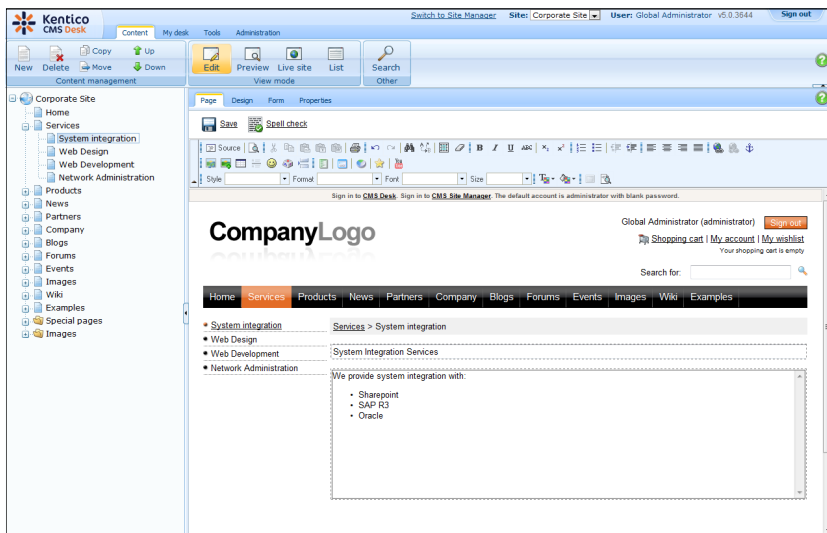 Kentico
CMS Desk
Switch to Site Manager Site: Corporate Site User: Global Administrator v5.0.3644 Sign out
Content My desk Tools Administration
New Delete Copy Move Up Down
Content management
Edit Preview Live site List
View mode
Search
Other
Corporate Site
Home
Services
System integration
Web Design
Web Development
Network Administration
Products
News
Partners
Company
Blogs
Forums
Events
Images
Wiki
Examples
Special pages
Images
Page Design Form Properties
Save Spell check
Source B I U ABC
Style Format Font Size
Sign in to CMS Desk. Sign in to CMS Site Manager. The default account is administrator with blank password.
CompanyLogo
Global Administrator (administrator) Sign out
Shopping cart | My account | My wishlist
Your shopping cart is empty
Search for:
Home Services Products News Partners Company Blogs Forums Events Images Wiki Examples
System integration
Web Design
Web Development
Network Administration
Services > System integration
System Integration Services
We provide system integration with:
• Sharepoint
• SAP R3
• Oracle